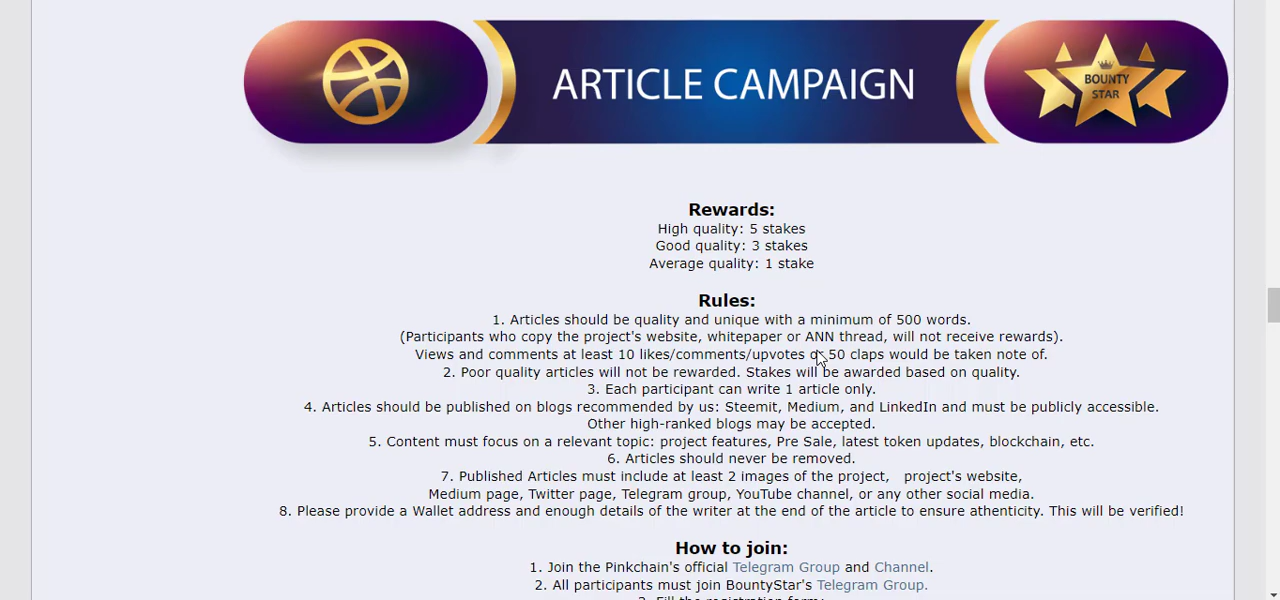 ARTICLE CAMPAIGN
BOUNTY
STAR
Rewards:
High quality: 5 stakes
Good quality: 3 stakes
Average quality: 1 stake
Rules:
1. Articles should be quality and unique with a minimum of 500 words.
(Participants who copy the project's website, whitepaper or ANN thread, will not receive rewards).
Views and comments at least 10 likes/comments/upvotes or 50 claps would be taken note of.
2. Poor quality articles will not be rewarded. Stakes will be awarded based on quality.
3. Each participant can write 1 article only.
4. Articles should be published on blogs recommended by us: Steemit, Medium, and LinkedIn and must be publicly accessible.
Other high-ranked blogs may be accepted.
5. Content must focus on a relevant topic: project features, Pre Sale, latest token updates, blockchain, etc.
6. Articles should never be removed.
7. Published Articles must include at least 2 images of the project, project's website,
Medium page, Twitter page, Telegram group, YouTube channel, or any other social media.
8. Please provide a Wallet address and enough details of the writer at the end of the article to ensure athenticity. This will be verified!
How to join:
1. Join the Pinkchain's official Telegram Group and Channel.
2. All participants must join BountyStar's Telegram Group.
3. Fill the registration form: